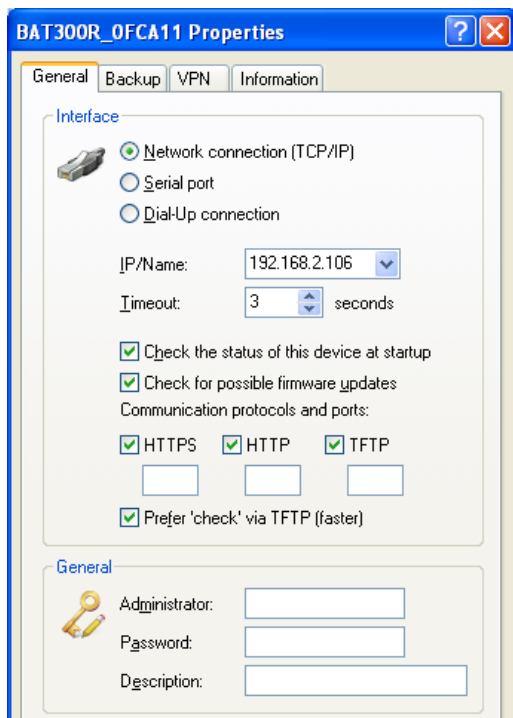 BAT300R_0FCA11 Properties
General Backup VPN Information
Interface
Network connection (TCP/IP)
Serial port
Dial-Up connection
IP/Name: 192.168.2.106
Timeout: 3 seconds
Check the status of this device at startup
Check for possible firmware updates
Communication protocols and ports:
HTTPS HTTP TFTP
Prefer 'check' via TFTP (faster)
General
Administrator:
Password:
Description: